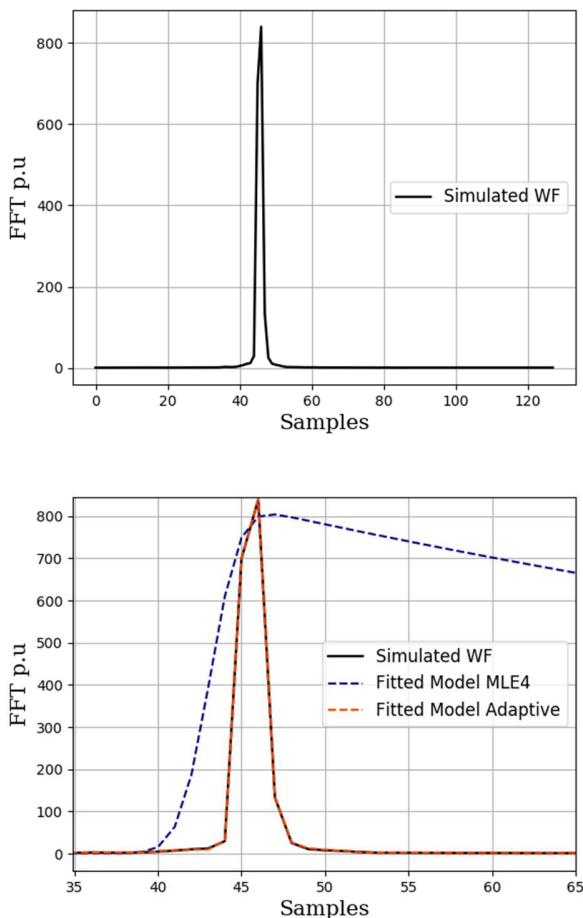 800
600
400
200
0
FFT p.u
Simulated WF
0 20 40 60 80 100 120
Samples
800
700
600
500
400
300
200
100
0
FFT p.u
Simulated WF
Fitted Model MLE4
Fitted Model Adaptive
35 40 45 50 55 60 65
Samples